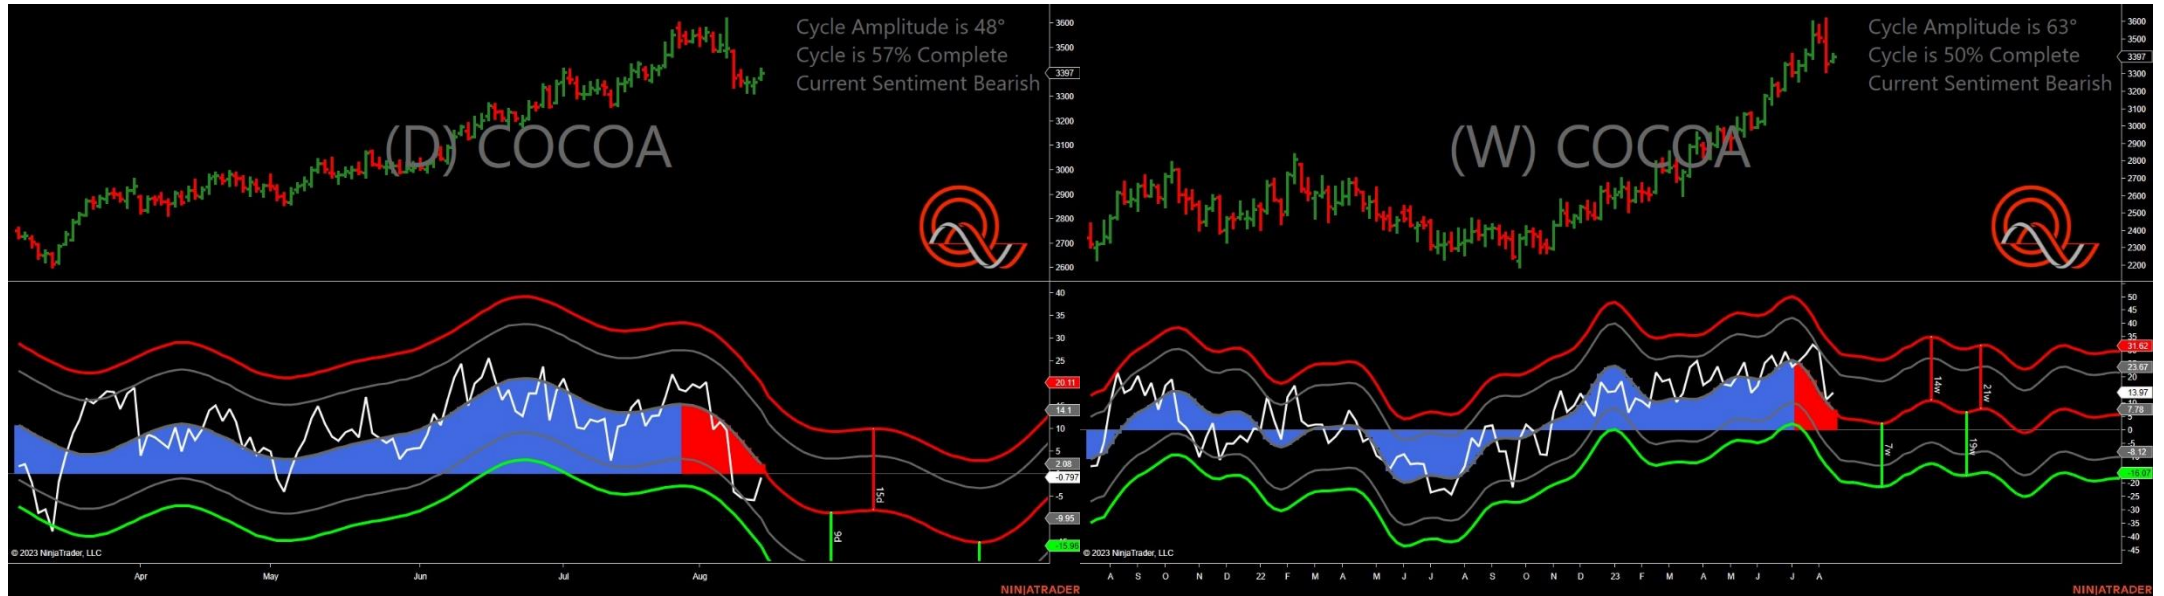 Cycle Amplitude is 48°
Cycle is 57% Complete
Current Sentiment Bearish
(D) COCOA
3600
3500
3397
3300
3200
3100
3000
2900
2800
2700
2600
40
35
30
25
20.11
14.1
10
5
2.08
-0.797
-5
-9.95
-15.96
15d
9d
© 2023 NinjaTrader, LLC
Apr May Jun Jul Aug
NINJATRADER
Cycle Amplitude is 63°
Cycle is 50% Complete
Current Sentiment Bearish
(W) COCOA
3600
3500
3397
3300
3200
3100
3000
2900
2800
2700
2600
2500
2400
2300
2200
50
45
40
35
31.62
23.67
20
13.97
7.78
5
0
-5
-8.12
-16.07
-20
-25
-30
-35
-40
-45
14w
21w
7w
19w
© 2023 NinjaTrader, LLC
A S O N D 22 F M A M J J A S O N D 23 F M A M J J A
NINJATRADER